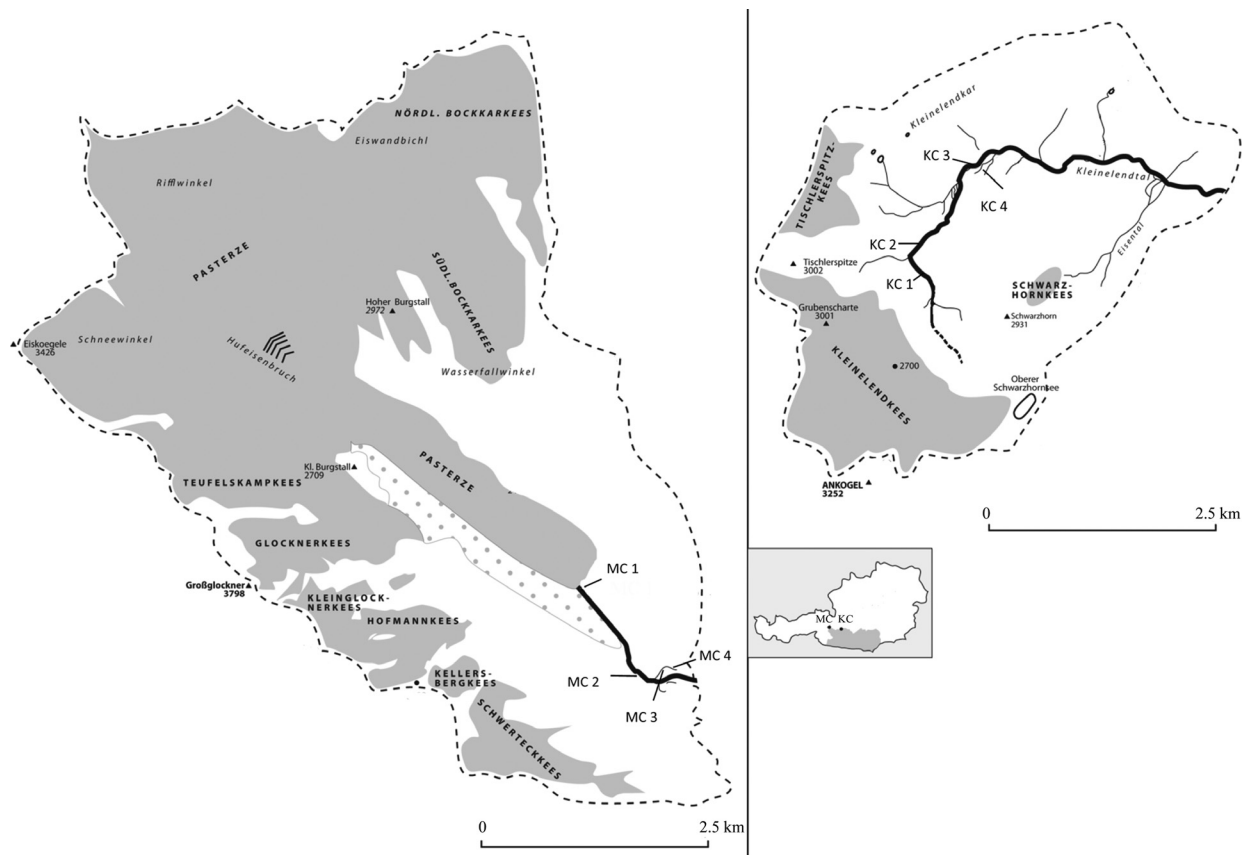 NÖRDL. BOCKKARKEES
Eiswandbichl
Rifflwinkel
PASTERZE
SÜDL.BOCKKARKEES
Hoher Burgstall
2972
Eiskoegele
3426
Schneewinkel
Hufeisenbruch
Wasserfallwinkel
Kl. Burgstall
2709
PASTERZE
TEUFELSKAMPKEES
GLOCKNERKEES
Großglockner
3798
KLEINGLOCK-
NERKEES
HOFMANNKEES
MC 1
MC 4
MC 2
MC 3
KELLERS-
BERGKEES
SCHWERTECKKEES
0
2.5 km
Kleinelendkar
TISCHLERSPITZ-
KEES
KC 3
KC 4
Kleinelendtal
KC 2
Eisental
Tischlerspitze
3002
KC 1
SCHWARZ-
HORNKEES
Grubenscharte
3001
Schwarzhorn
2931
KLEINELENDKEES
2700
Oberer
Schwarzhornsee
ANKOGEL
3252
0
2.5 km
MC KC